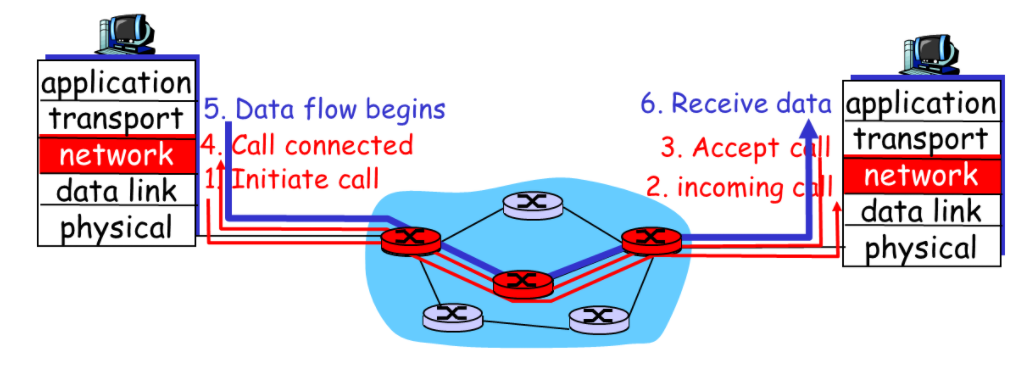 application
transport
network
data link
physical
5. Data flow begins
4. Call connected
1. Initiate call
6. Receive data
3. Accept call
2. incoming call
application
transport
network
data link
physical